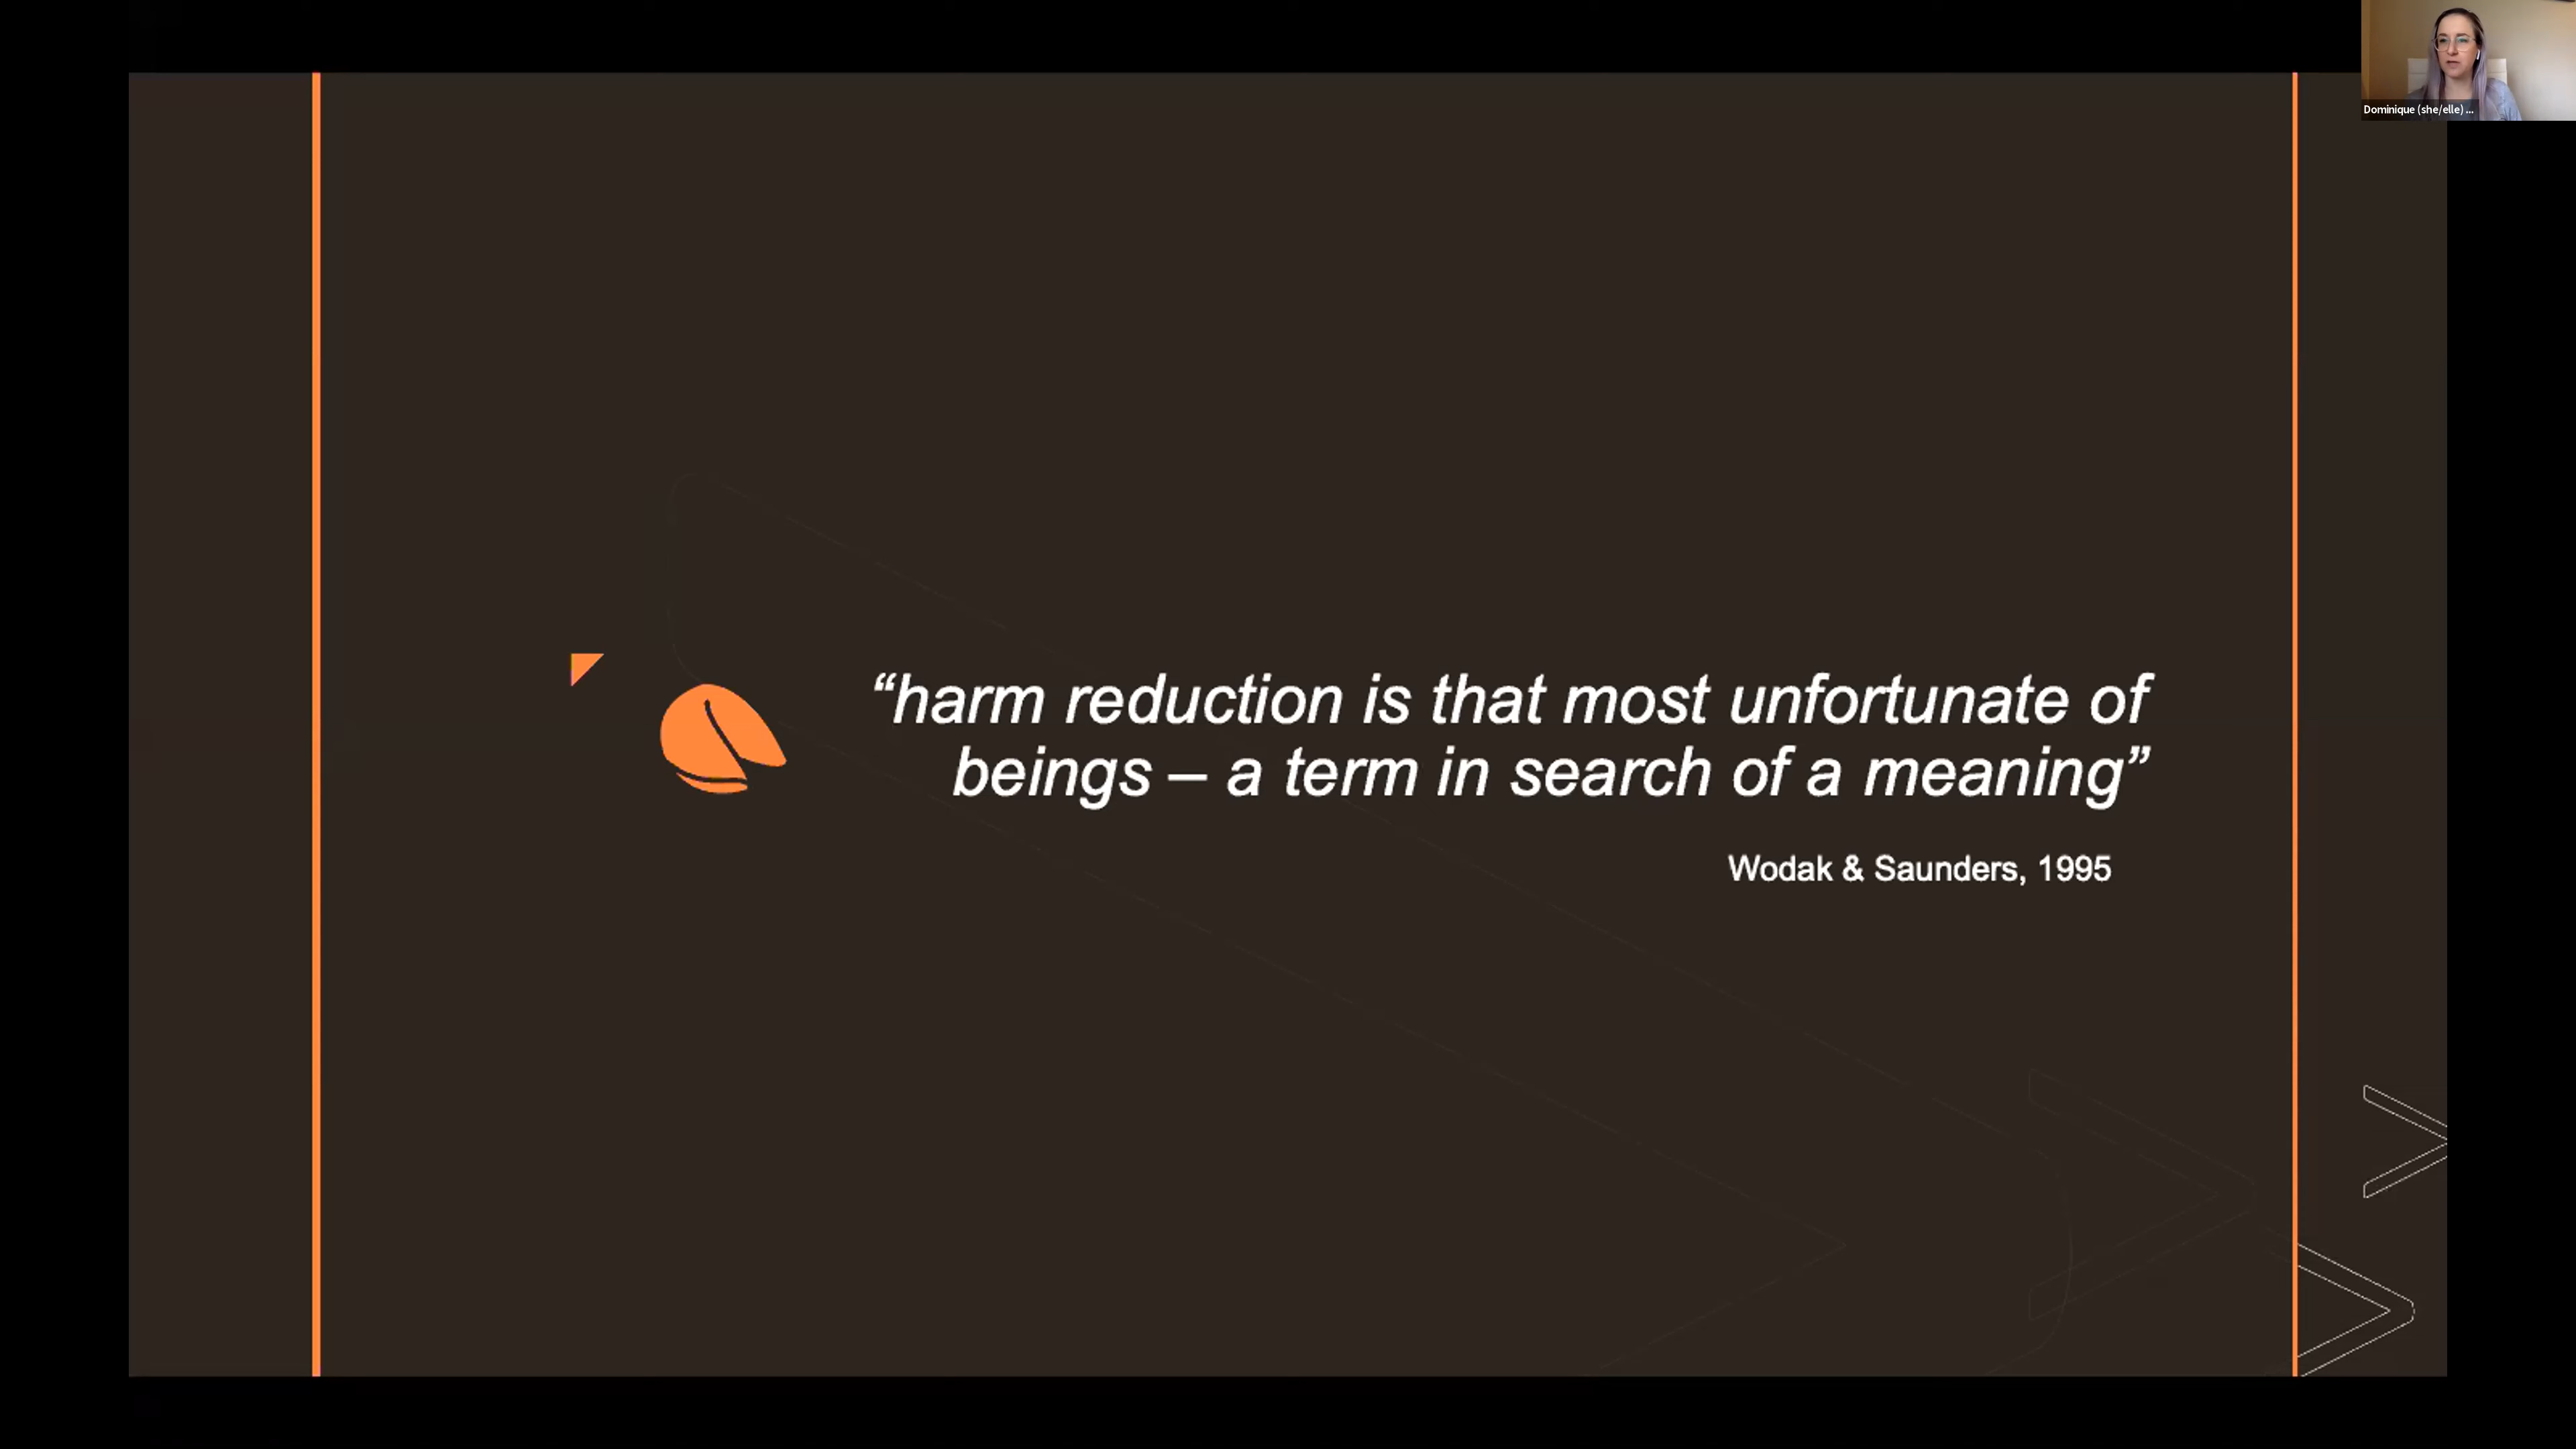 Dominique (she/elle) ...
“harm reduction is that most unfortunate of
beings – a term in search of a meaning”
Wodak & Saunders, 1995